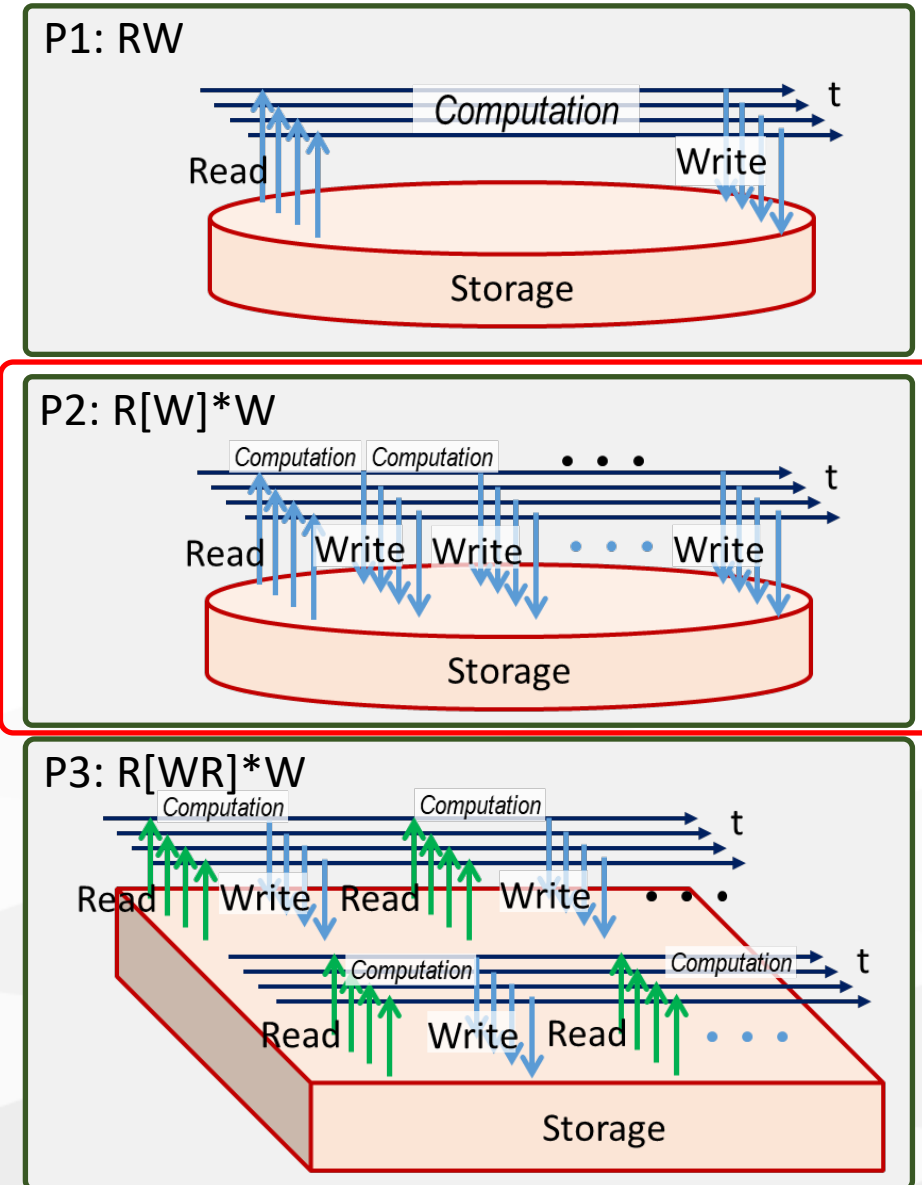 P1: RW
t
Computation
Read
Write
Storage
P2: R[W]*W
Computation Computation • • •
t
Read Write Write • • • Write
Storage
P3: R[WR]*W
Computation Computation
t
Read Write Read Write • • •
Computation Computation t
Read Write Read • • •
Storage